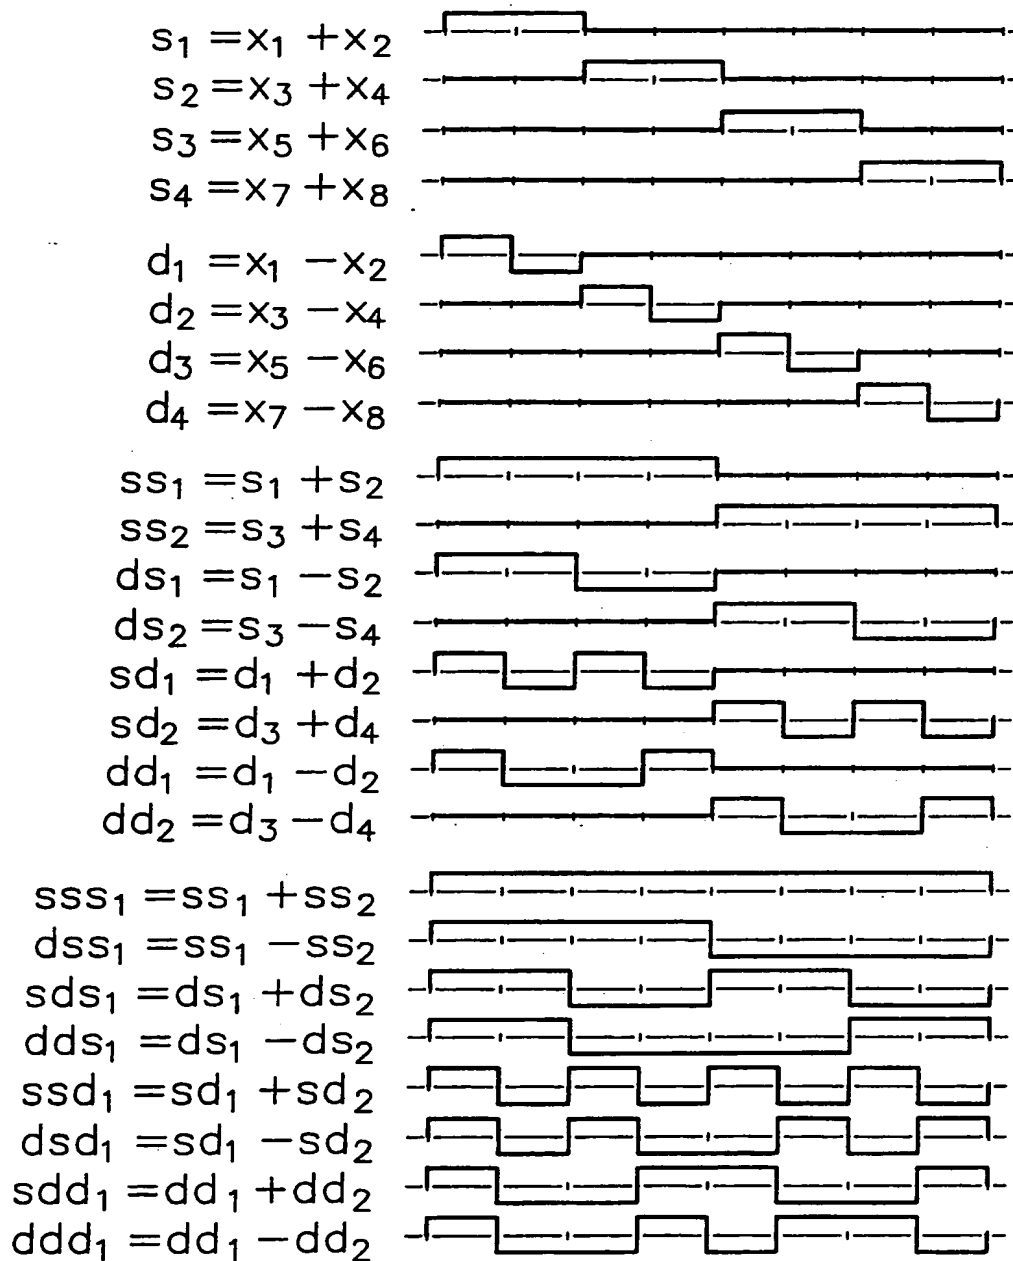 s₁ = x₁ + x₂
s₂ = x₃ + x₄
s₃ = x₅ + x₆
s₄ = x₇ + x₈
d₁ = x₁ − x₂
d₂ = x₃ − x₄
d₃ = x₅ − x₆
d₄ = x₇ − x₈
ss₁ = s₁ + s₂
ss₂ = s₃ + s₄
ds₁ = s₁ − s₂
ds₂ = s₃ − s₄
sd₁ = d₁ + d₂
sd₂ = d₃ + d₄
dd₁ = d₁ − d₂
dd₂ = d₃ − d₄
sss₁ = ss₁ + ss₂
dss₁ = ss₁ − ss₂
sds₁ = ds₁ + ds₂
dds₁ = ds₁ − ds₂
ssd₁ = sd₁ + sd₂
dsd₁ = sd₁ − sd₂
sdd₁ = dd₁ + dd₂
ddd₁ = dd₁ − dd₂